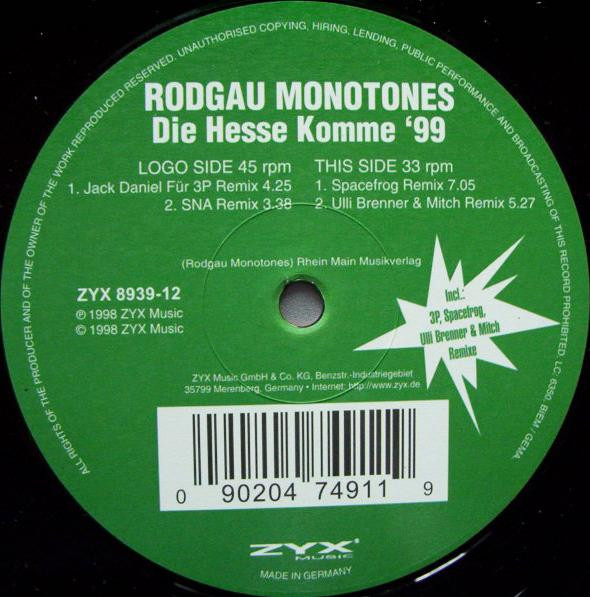 ALL RIGHTS OF THE PRODUCER AND OF THE OWNER OF THE WORK REPRODUCED RESERVED. UNAUTHORISED COPYING, HIRING, LENDING, PUBLIC PERFORMANCE AND BROADCASTING OF THIS RECORD PROHIBITED. LC 6350. BIEM / GEMA.
RODGAU MONOTONES
Die Hesse Komme ‘99
LOGO SIDE 45 rpm
1. Jack Daniel Für 3P Remix 4.25
2. SNA Remix 3.38
THIS SIDE 33 rpm
1. Spacefrog Remix 7.05
2. Ulli Brenner & Mitch Remix 5.27
(Rodgau Monotones) Rhein Main Musikverlag
ZYX 8939-12
℗ 1998 ZYX Music
© 1998 ZYX Music
Incl.:
3P, Spacefrog,
Ulli Brenner & Mitch
Remixe
ZYX Music GmbH & Co. KG, Benzstr.-Industriegebiet
35799 Merenberg, Germany • Internet: http://www.zyx.de
0 90204 74911 9
ZYX®
MUSIC
MADE IN GERMANY